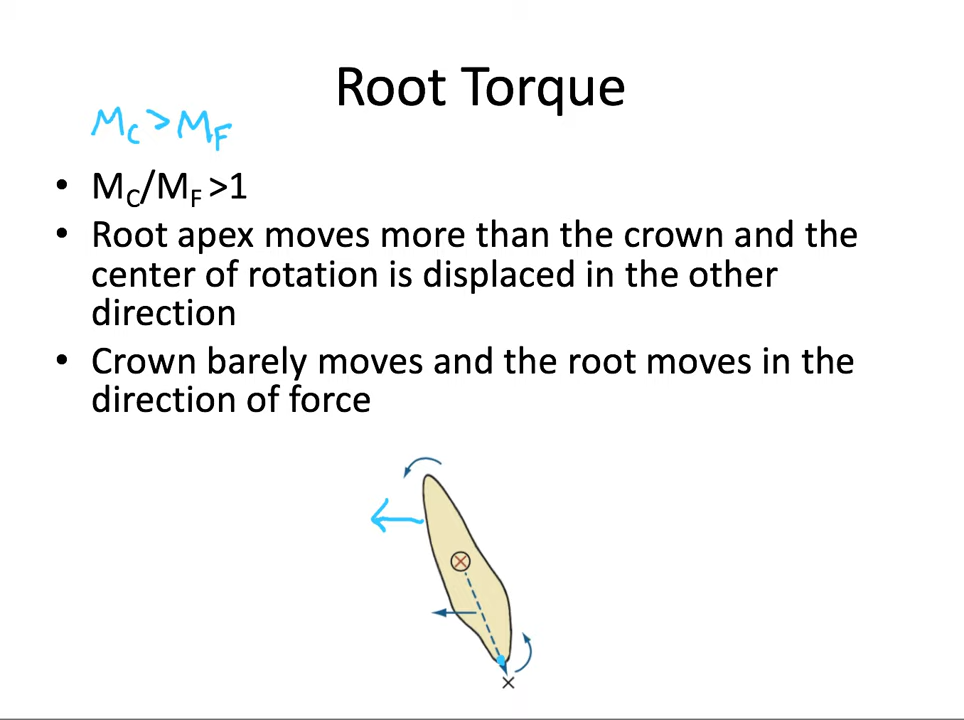 Root Torque
MC>MF
• MC/MF >1
• Root apex moves more than the crown and the
center of rotation is displaced in the other
direction
• Crown barely moves and the root moves in the
direction of force